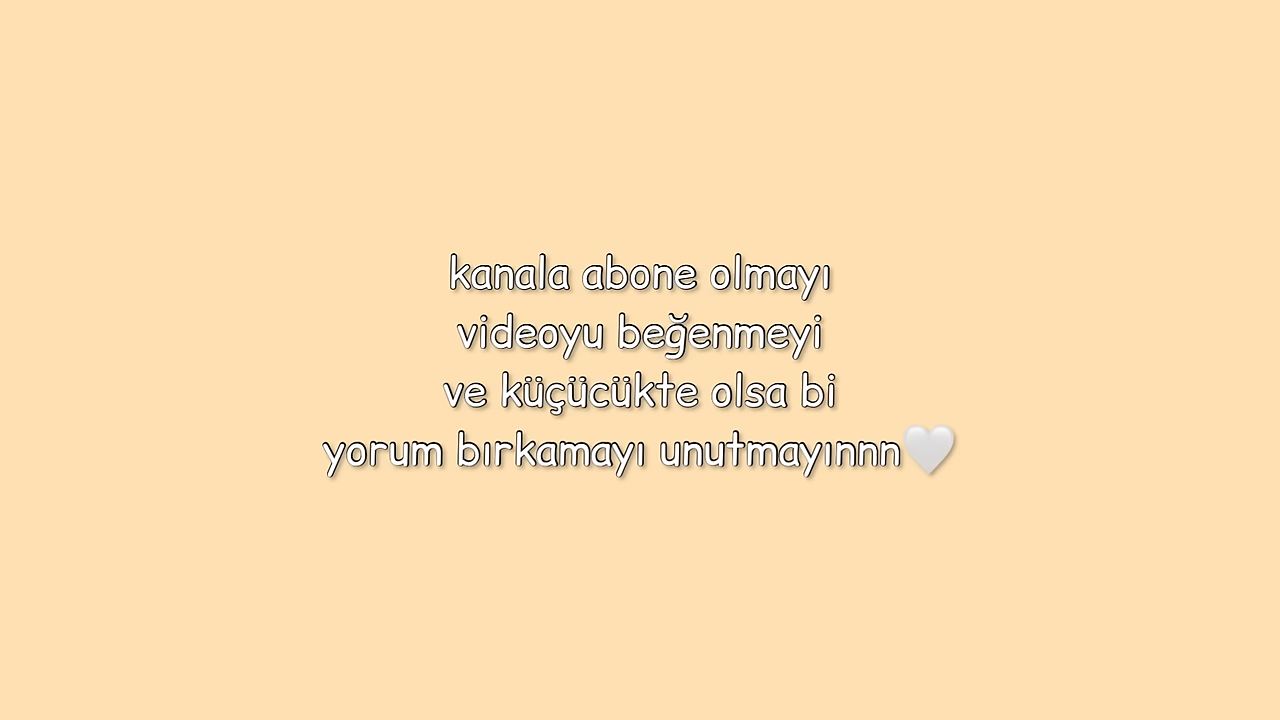 kanala abone olmayı
videoyu beğenmeyi
ve küçücükte olsa bi
yorum bırkamayı unutmayınnn🤍